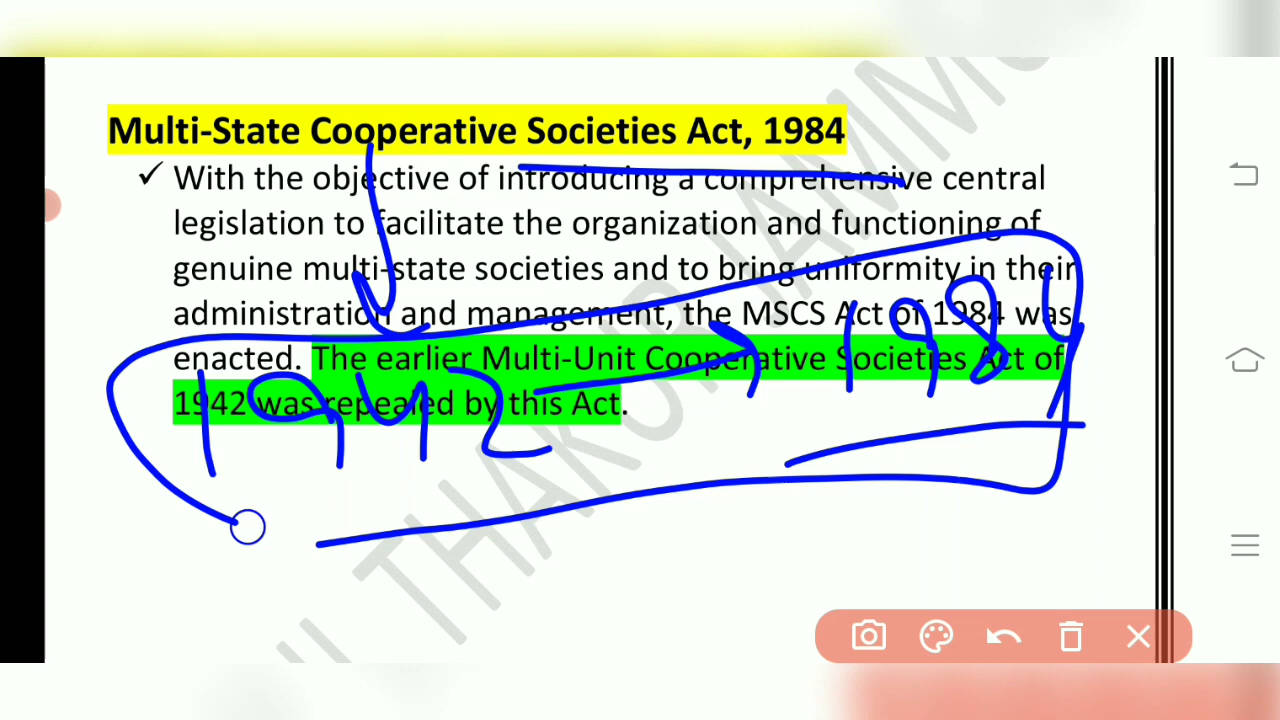 Multi-State Cooperative Societies Act, 1984
✓ With the objective of introducing a comprehensive central
legislation to facilitate the organization and functioning of
genuine multi-state societies and to bring uniformity in their
administration and management, the MSCS Act of 1984 was
enacted. The earlier Multi-Unit Cooperative Societies Act of
1942 was repealed by this Act.
1942 → 1984
THAKUR JAMMU